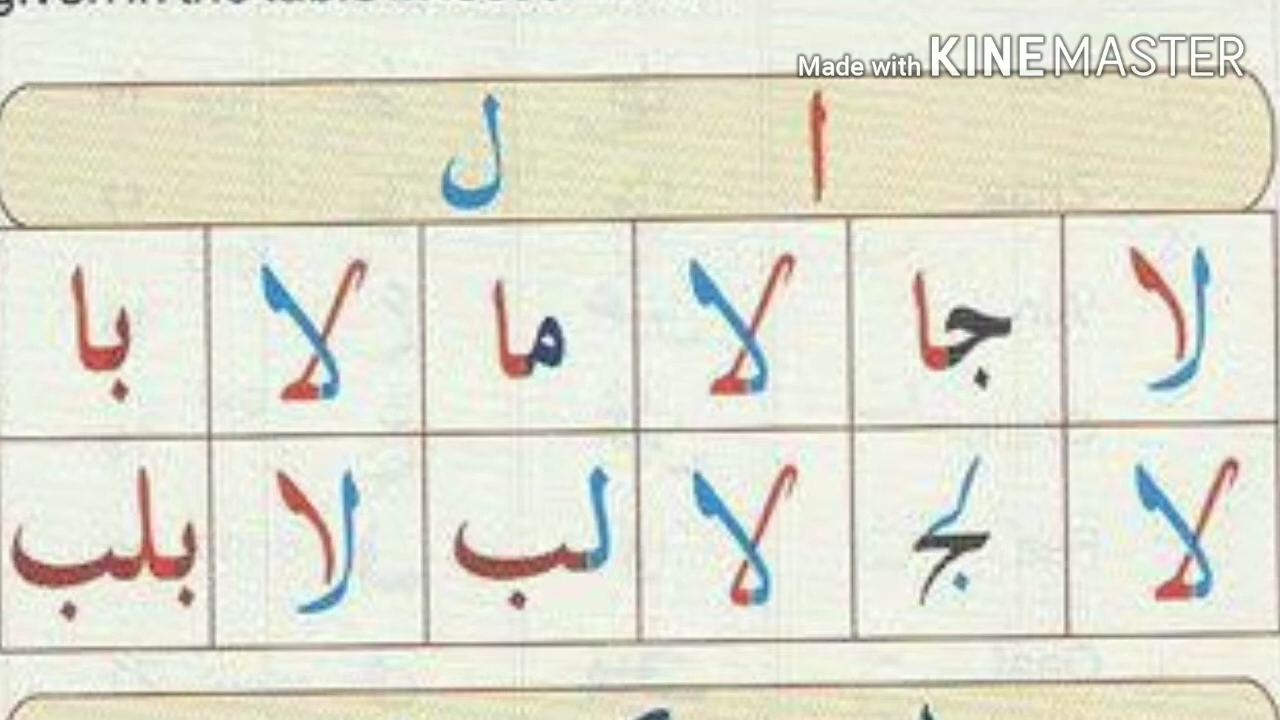 Made with KINEMASTER
ا ل
لا جا لا ما لا با
لا لج لا لب لا بلب